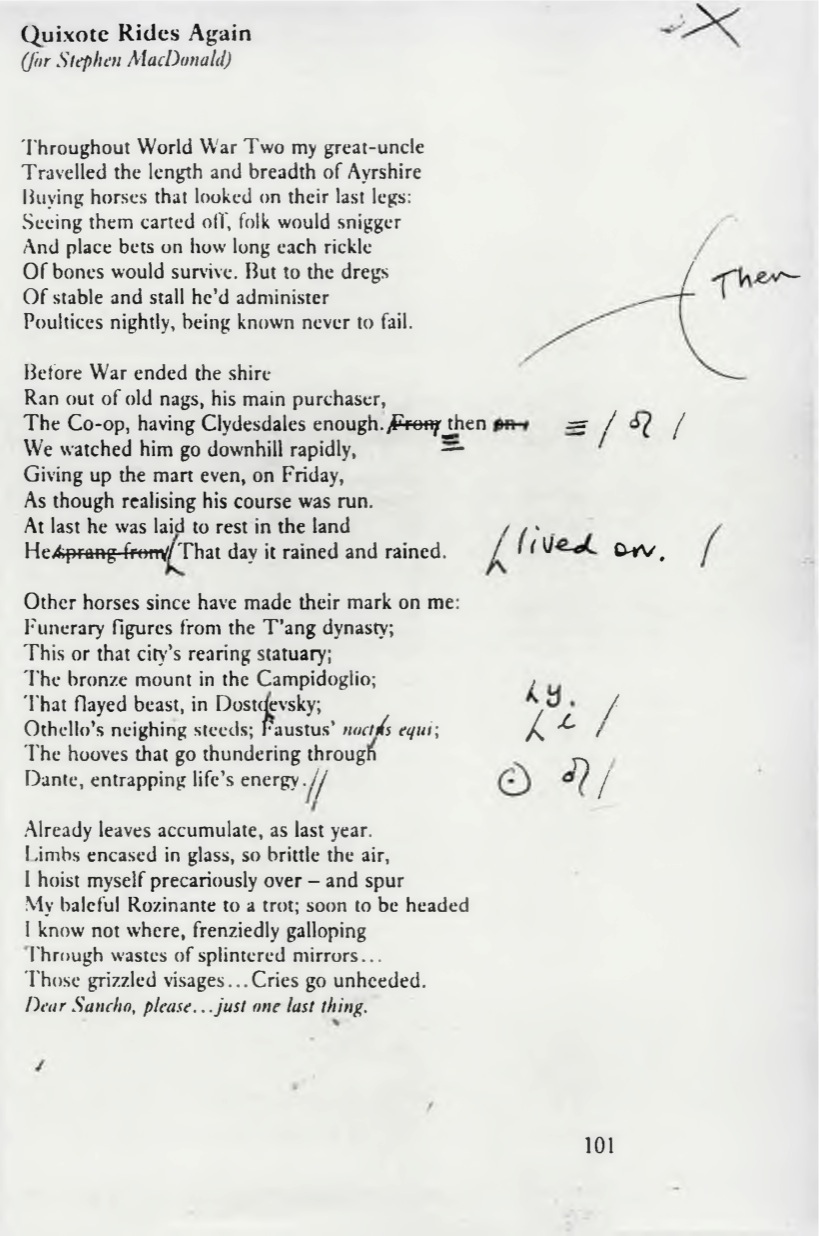 Quixote Rides Again
(for Stephen MacDonald)
Throughout World War Two my great-uncle
Travelled the length and breadth of Ayrshire
Buying horses that looked on their last legs:
Seeing them carted off, folk would snigger
And place bets on how long each rickle
Of bones would survive. But to the dregs
Of stable and stall he'd administer
Poultices nightly, being known never to fail.
Then
Before War ended the shire
Ran out of old nags, his main purchaser,
The Co-op, having Clydesdales enough. From then on,
We watched him go downhill rapidly,
Giving up the mart even, on Friday,
As though realising his course was run.
At last he was laid to rest in the land
He sprang from. That day it rained and rained.
lived on.
Other horses since have made their mark on me:
Funerary figures from the T'ang dynasty;
This or that city's rearing statuary;
The bronze mount in the Campidoglio;
That flayed beast, in Dostoevsky;
y.
Othello's neighing steeds; Faustus' noctis equi;
i
The hooves that go thundering through
Dante, entrapping life's energy.
Already leaves accumulate, as last year.
Limbs encased in glass, so brittle the air,
I hoist myself precariously over – and spur
My baleful Rozinante to a trot; soon to be headed
I know not where, frenziedly galloping
Through wastes of splintered mirrors...
Those grizzled visages...Cries go unheeded.
Dear Sancho, please...just one last thing.
101